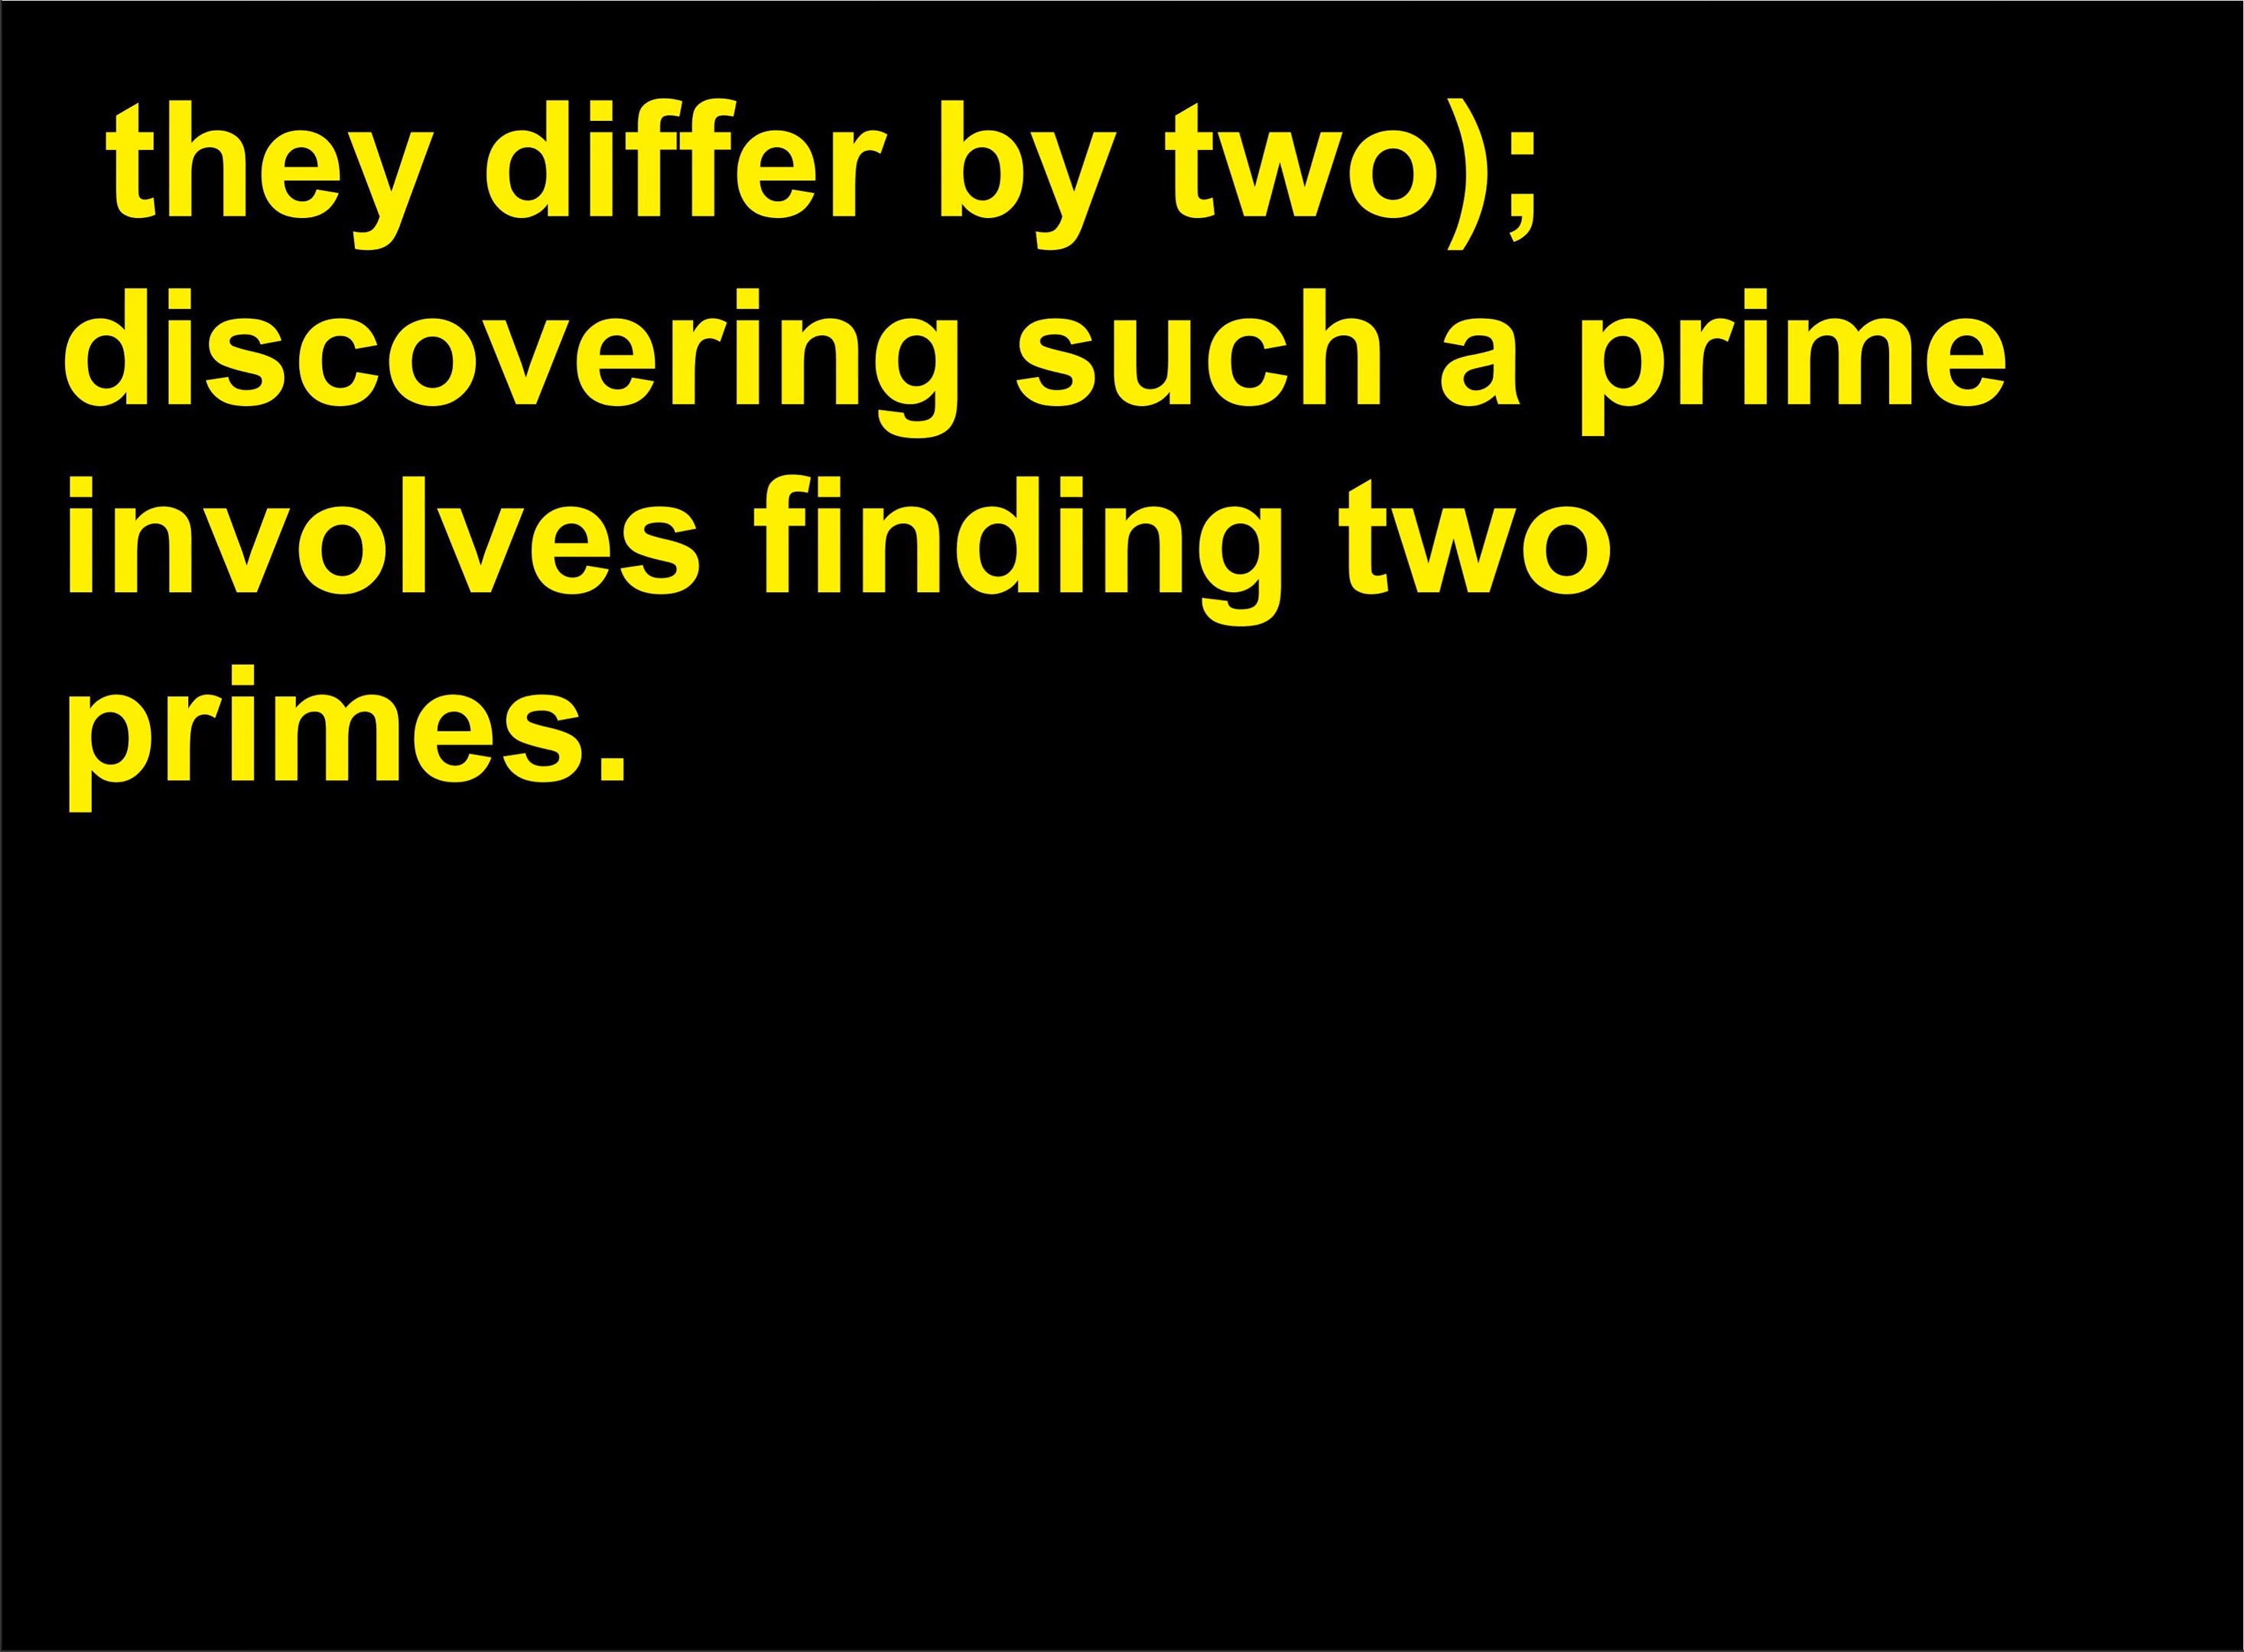 they differ by two);
discovering such a prime
involves finding two
primes.